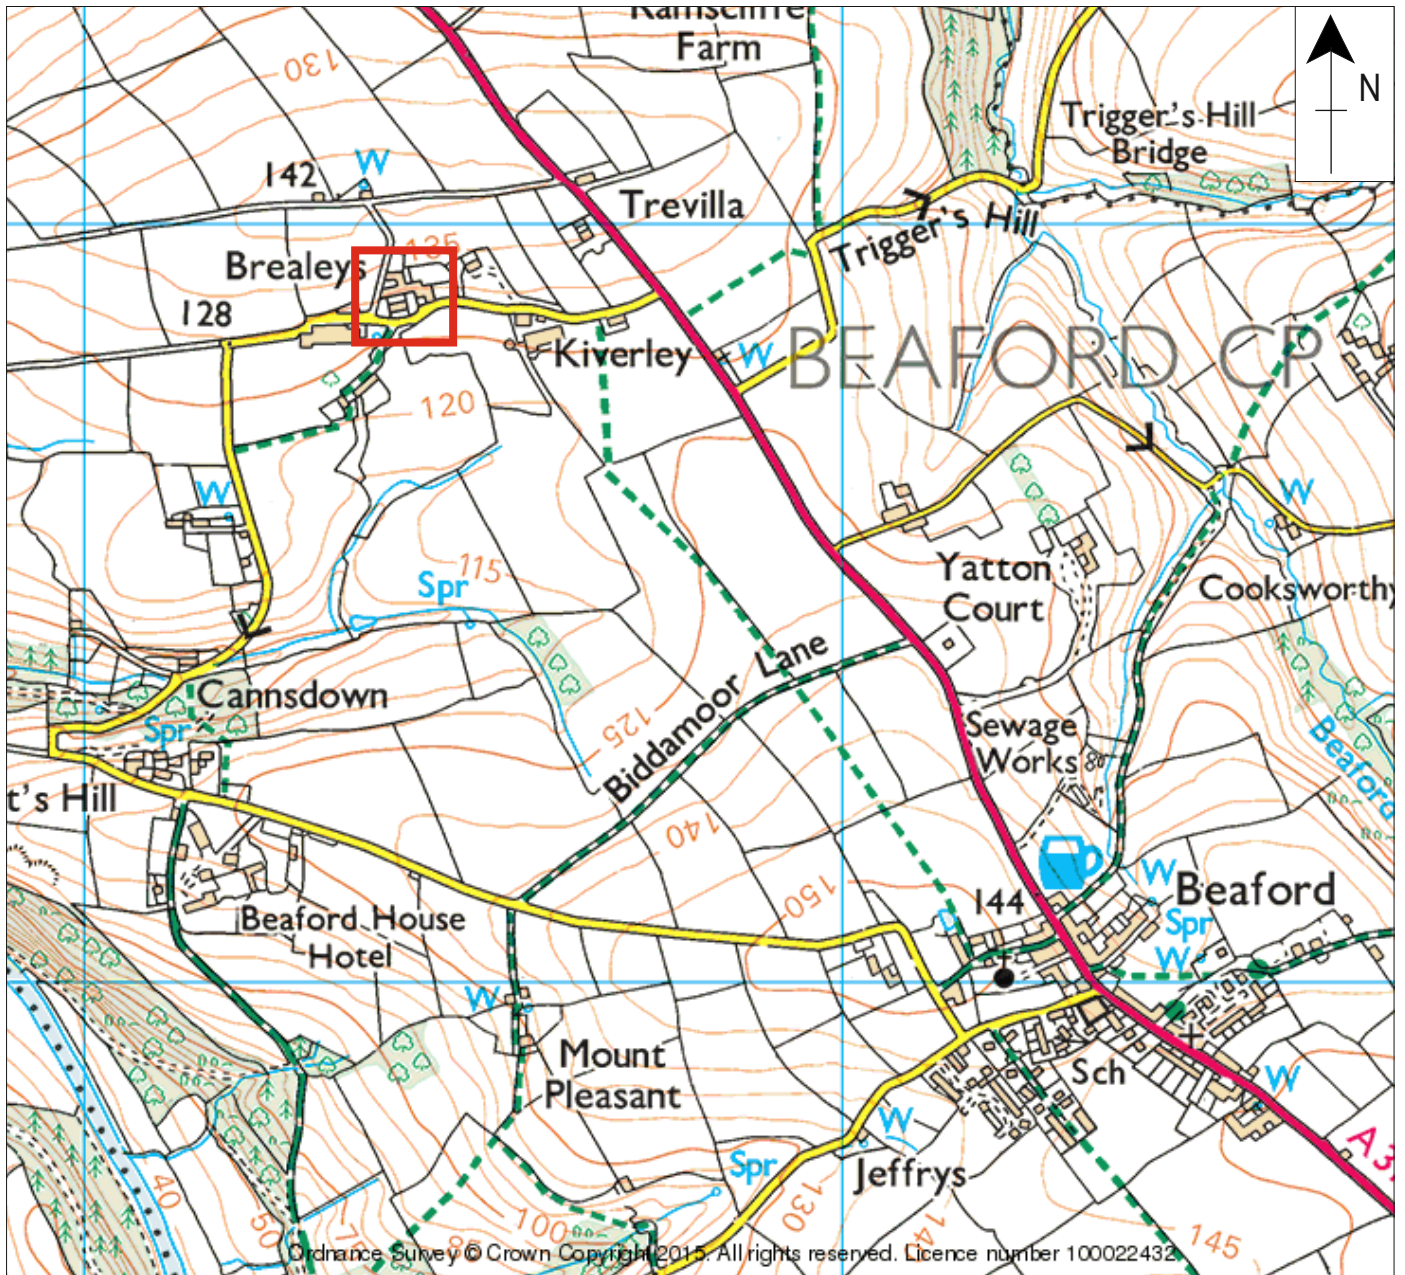 Farm
130
N
Trigger's Hill
Bridge
142
W
Trevilla
Trigger's Hill
135
Brealeys
128
Kiverley
W
BEAFORD CP
120
W
W
115
Spr
Yatton
Court
Cooksworthy
Biddamoor Lane
Cannsdown
Spr
125
Sewage
Works
Beaford
t's Hill
140
W
150
144
Beaford
Spr
W
Beaford House
Hotel
W
Mount
Pleasant
Sch
W
W
Jeffrys
Spr
A3
40
50
75
100
130
145
Ordnance Survey © Crown Copyright 2015. All rights reserved. Licence number 100022432